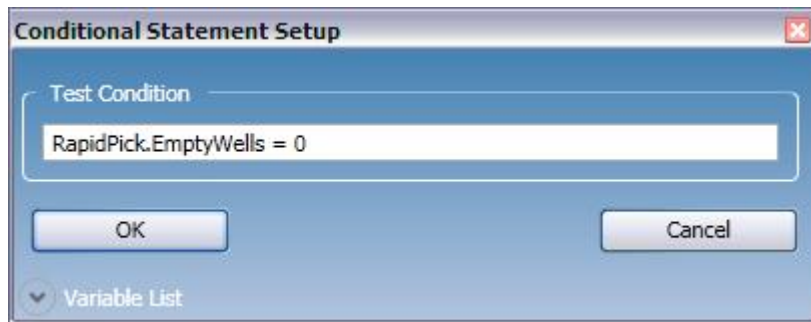 Conditional Statement Setup
Test Condition
RapidPick.EmptyWells = 0
OK Cancel
Variable List